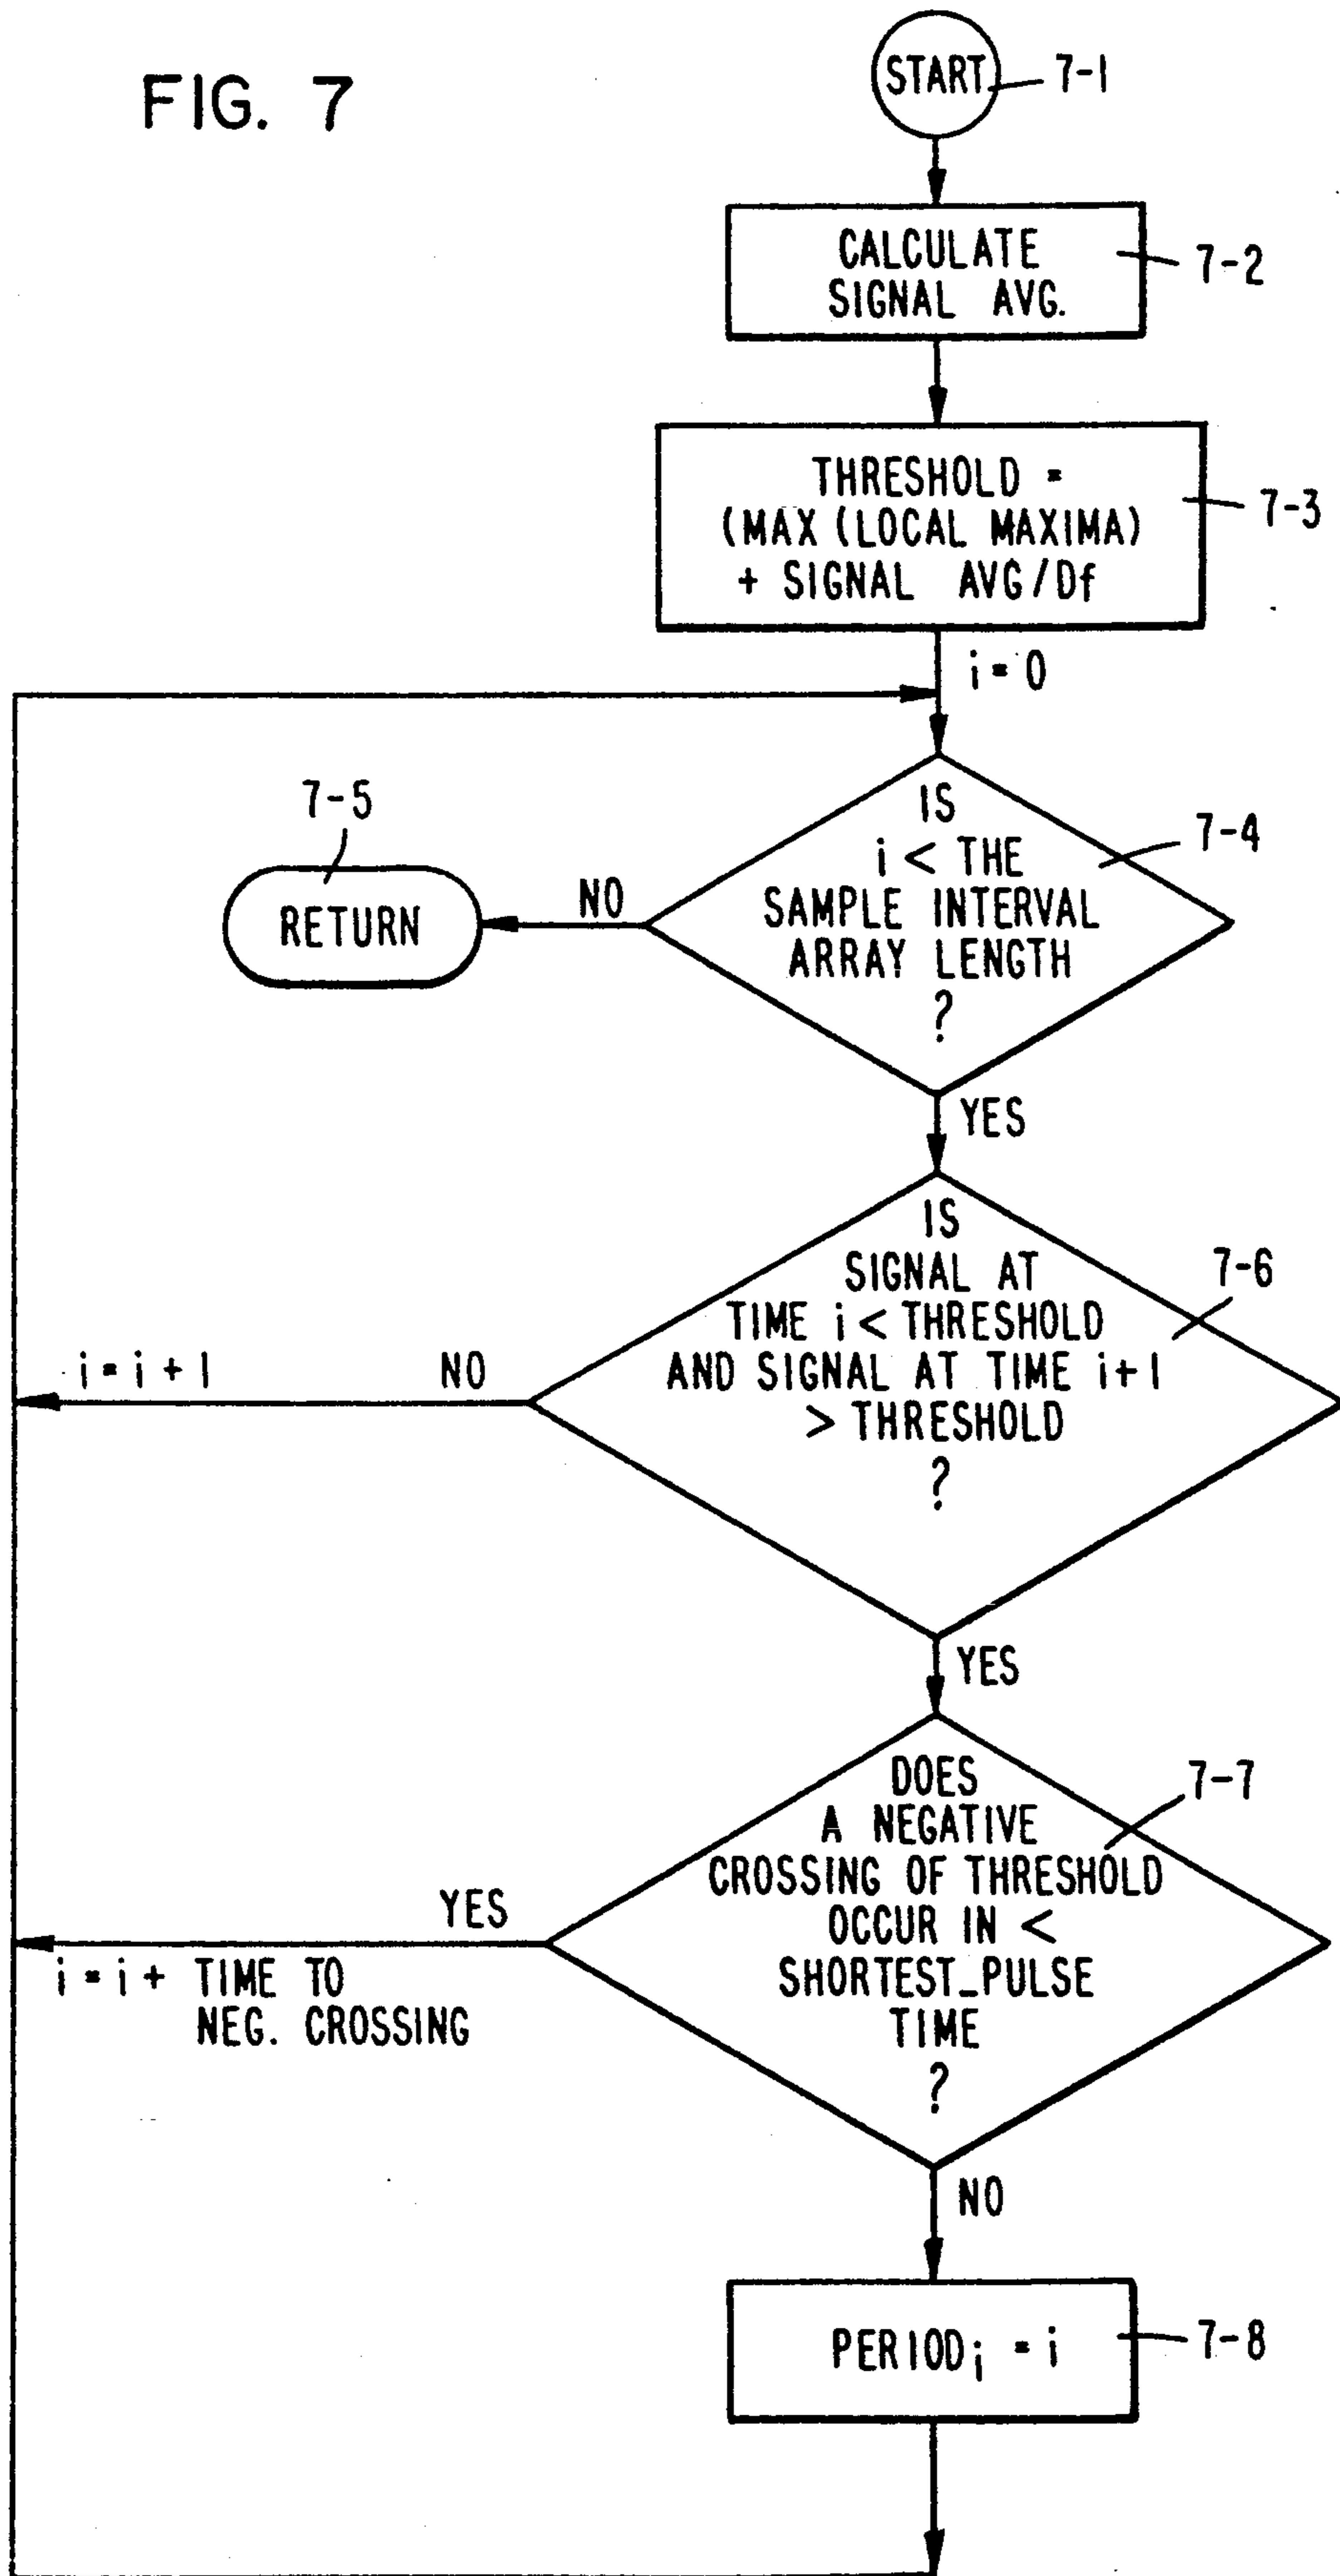 FIG. 7
START
7-1
CALCULATE
SIGNAL AVG.
7-2
THRESHOLD =
(MAX (LOCAL MAXIMA)
+ SIGNAL AVG/Df
7-3
i = 0
7-5
RETURN
NO
IS
i < THE
SAMPLE INTERVAL
ARRAY LENGTH
?
7-4
YES
IS
SIGNAL AT
TIME i < THRESHOLD
AND SIGNAL AT TIME i+1
> THRESHOLD
?
7-6
i = i + 1
NO
YES
DOES
A NEGATIVE
CROSSING OF THRESHOLD
OCCUR IN <
SHORTEST_PULSE
TIME
?
7-7
YES
i = i + TIME TO
NEG. CROSSING
NO
PERIODi = i
7-8